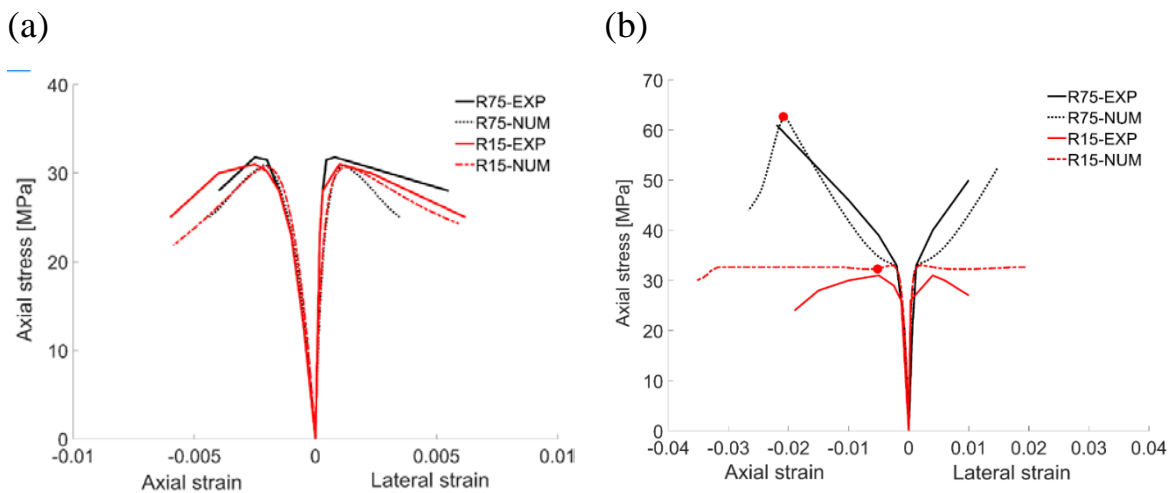 (a)
Axial stress [MPa]
40
30
20
10
0
-0.01
-0.005
0
0.005
0.01
Axial strain
Lateral strain
R75-EXP
R75-NUM
R15-EXP
R15-NUM
(b)
Axial stress [MPa]
70
60
50
40
30
20
10
0
-0.04
-0.03
-0.02
-0.01
0
0.01
0.02
0.03
0.04
Axial strain
Lateral strain
R75-EXP
R75-NUM
R15-EXP
R15-NUM